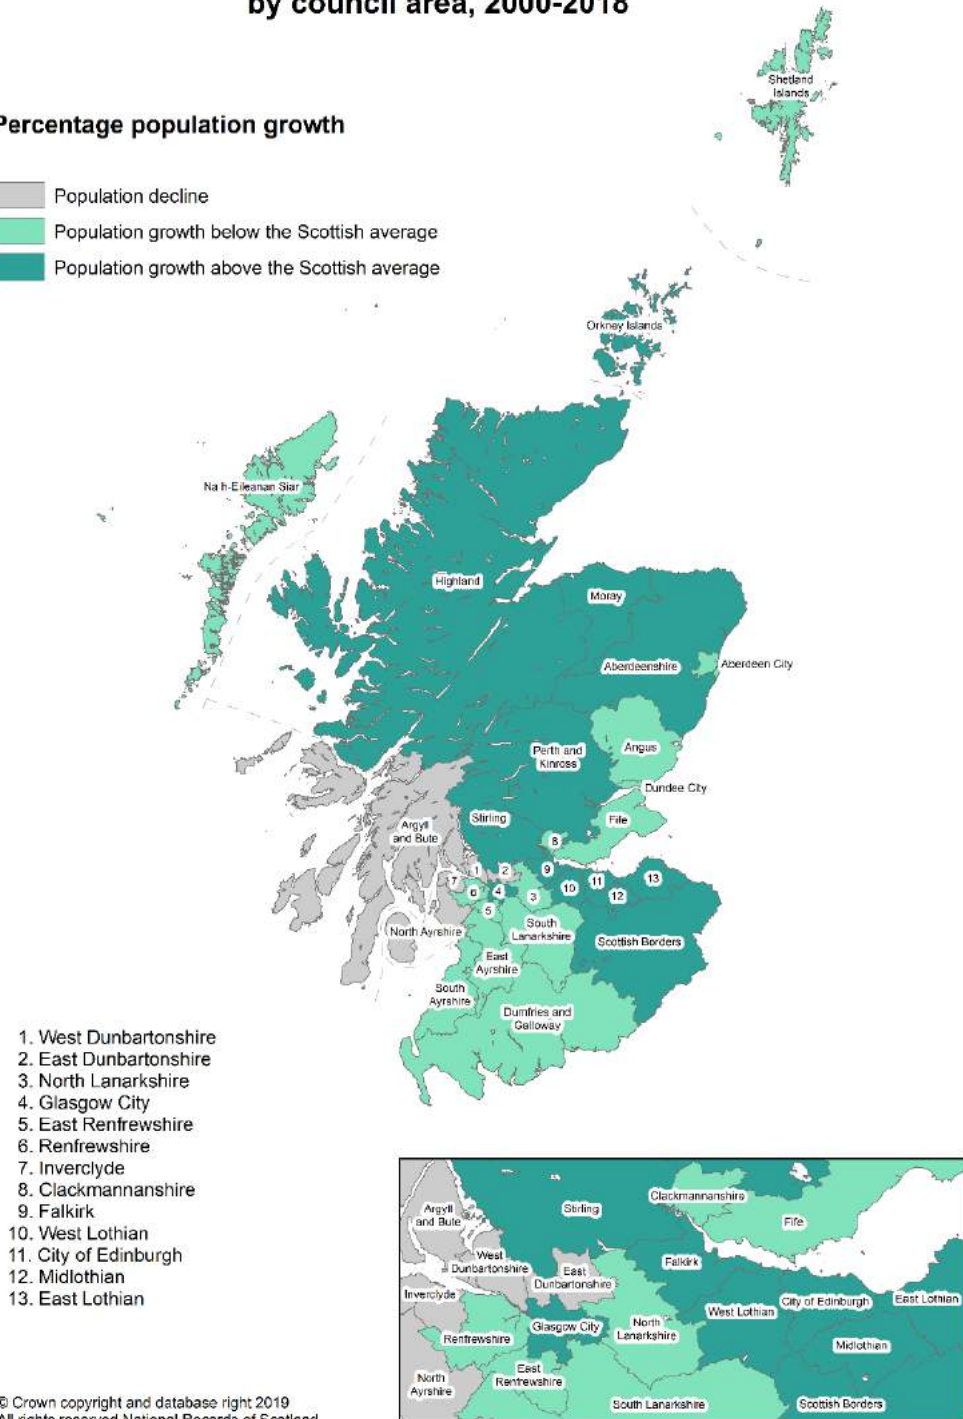 by council area, 2000-2018
Percentage population growth
Population decline
Population growth below the Scottish average
Population growth above the Scottish average
Shetland
Islands
Orkney Islands
Na h-Eileanan Siar
Highland
Moray
Aberdeenshire
Aberdeen City
Perth and
Kinross
Angus
Dundee City
Stirling
Fife
Argyll
and Bute
8
1
2
9
7
11
13
6
4
3
10
12
5
North Ayrshire
South
Lanarkshire
Scottish Borders
East
Ayrshire
South
Ayrshire
Dumfries and
Galloway
1. West Dunbartonshire
2. East Dunbartonshire
3. North Lanarkshire
4. Glasgow City
5. East Renfrewshire
6. Renfrewshire
7. Inverclyde
8. Clackmannanshire
9. Falkirk
10. West Lothian
11. City of Edinburgh
12. Midlothian
13. East Lothian
Argyll
and Bute
Stirling
Clackmannanshire
Fife
West
Dunbartonshire
East
Dunbartonshire
Falkirk
Inverclyde
West Lothian
City of Edinburgh
East Lothian
Renfrewshire
Glasgow City
North
Lanarkshire
Midlothian
North
Ayrshire
East
Renfrewshire
South Lanarkshire
Scottish Borders
© Crown copyright and database right 2019
All rights reserved National Records of Scotland